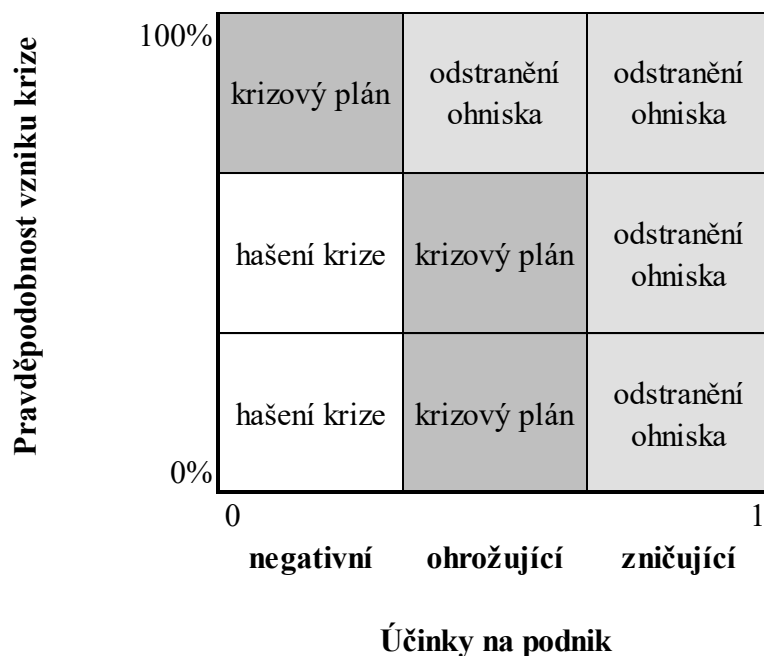 Pravděpodobnost vzniku krize
100%
krizový plán
odstranění
ohniska
odstranění
ohniska
hašení krize
krizový plán
odstranění
ohniska
hašení krize
krizový plán
odstranění
ohniska
0%
0
1
negativní
ohrožující
zničující
Účinky na podnik